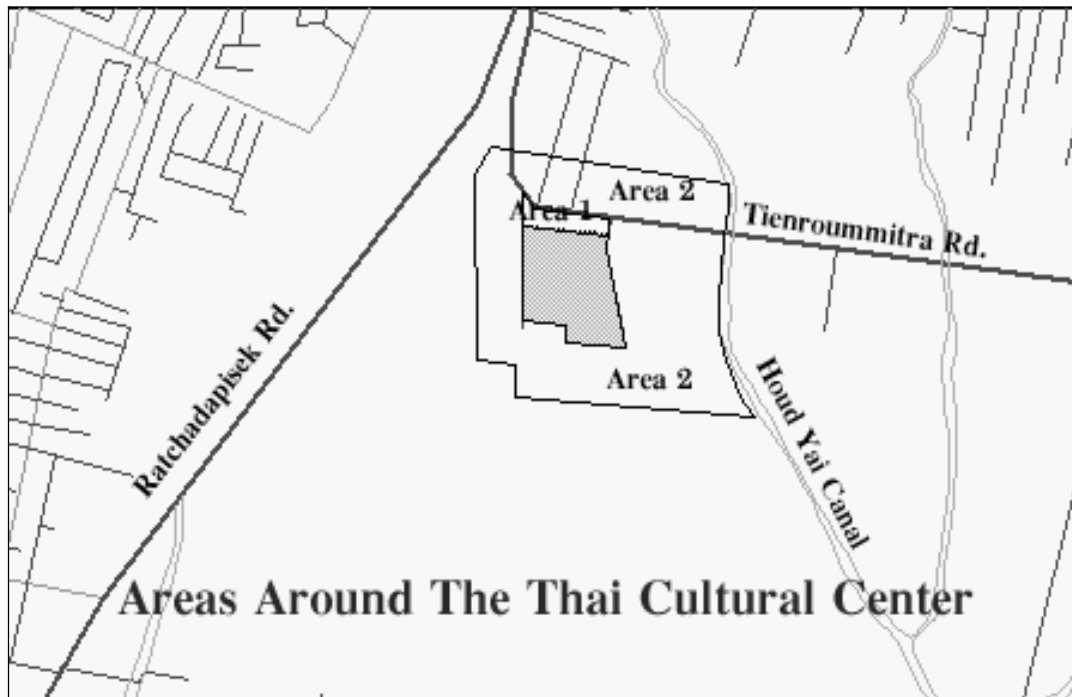 Area 2
Area 1
Tienroummitra Rd.
Ratchadapisek Rd.
Area 2
Houd Yai Canal
Areas Around The Thai Cultural Center